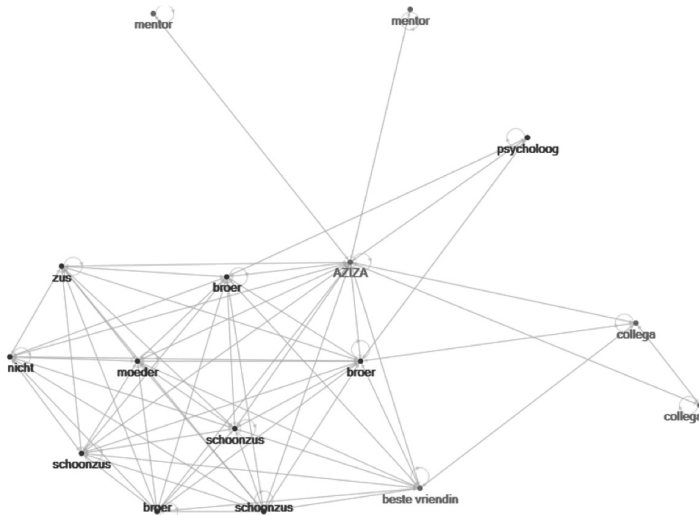 mentor
mentor
psycholoog
AZIZA
zus
broer
collega
nicht
moeder
broer
collega
schoonzus
schoonzus
beste vriendin
broer
schoonzus